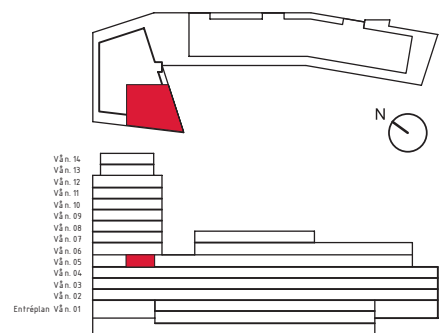 N
Vån. 14
Vån. 13
Vån. 12
Vån. 11
Vån. 10
Vån. 09
Vån. 08
Vån. 07
Vån. 06
Vån. 05
Vån. 04
Vån. 03
Vån. 02
Entréplan Vån. 01